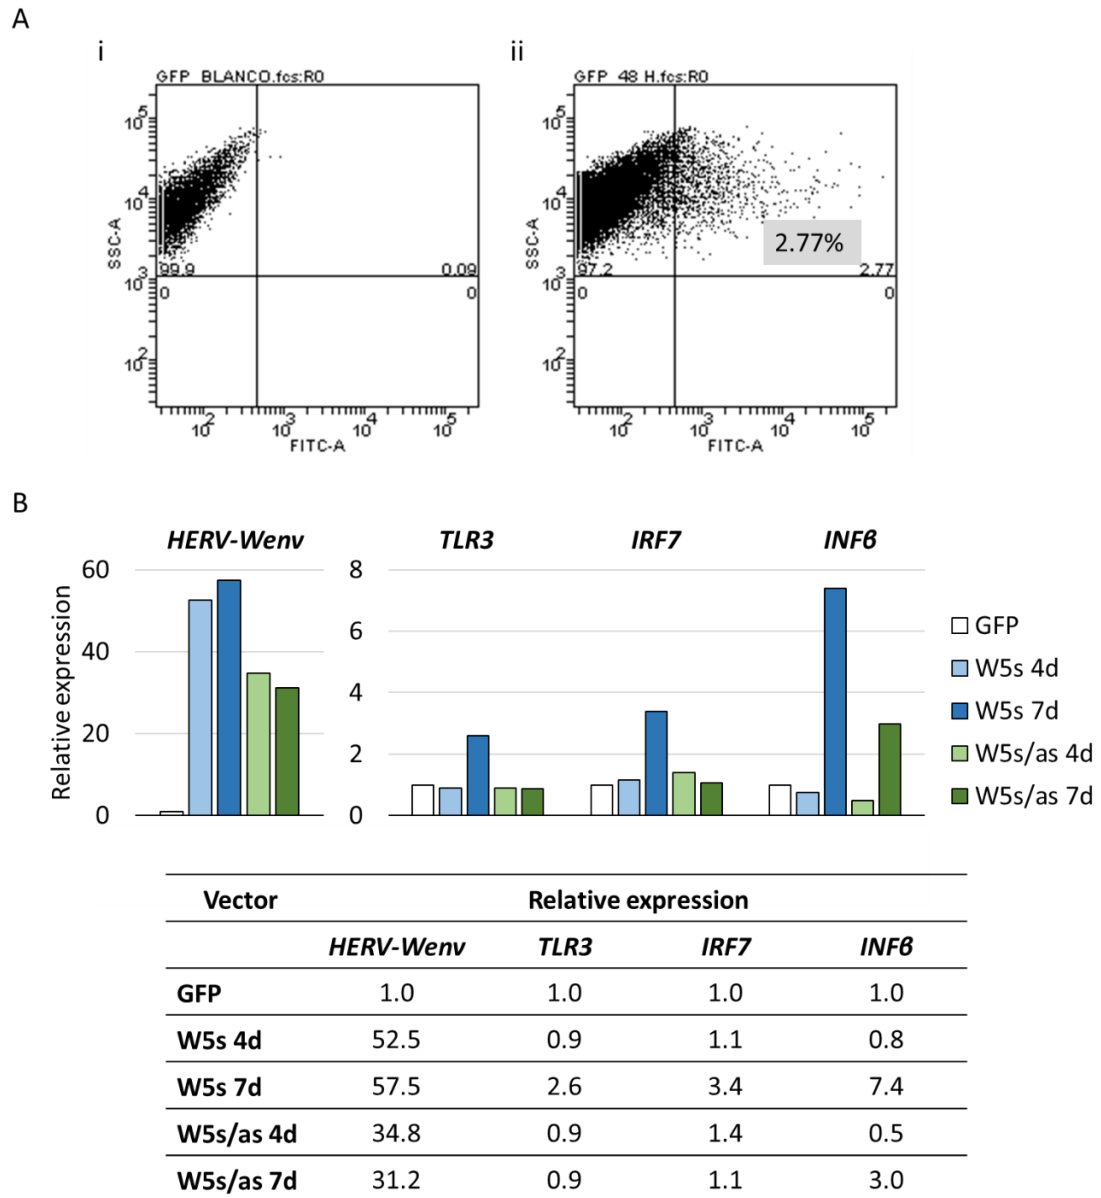 A
i
ii
GFP BLANCO.fcs:R0
GFP 48 H.fcs:R0
10^5
10^4
10^3
10^2
SSC-A
99.9
0.09
0
0
10^2
10^3
10^4
10^5
FITC-A
10^5
10^4
10^3
10^2
SSC-A
2.77%
97.2
2.77
0
0
10^2
10^3
10^4
10^5
FITC-A
B
HERV-Wenv
TLR3
IRF7
INFβ
Relative expression
60
40
20
0
8
6
4
2
0
GFP
W5s 4d
W5s 7d
W5s/as 4d
W5s/as 7d
Vector Relative expression
HERV-Wenv TLR3 IRF7 INFβ
GFP 1.0 1.0 1.0 1.0
W5s 4d 52.5 0.9 1.1 0.8
W5s 7d 57.5 2.6 3.4 7.4
W5s/as 4d 34.8 0.9 1.4 0.5
W5s/as 7d 31.2 0.9 1.1 3.0